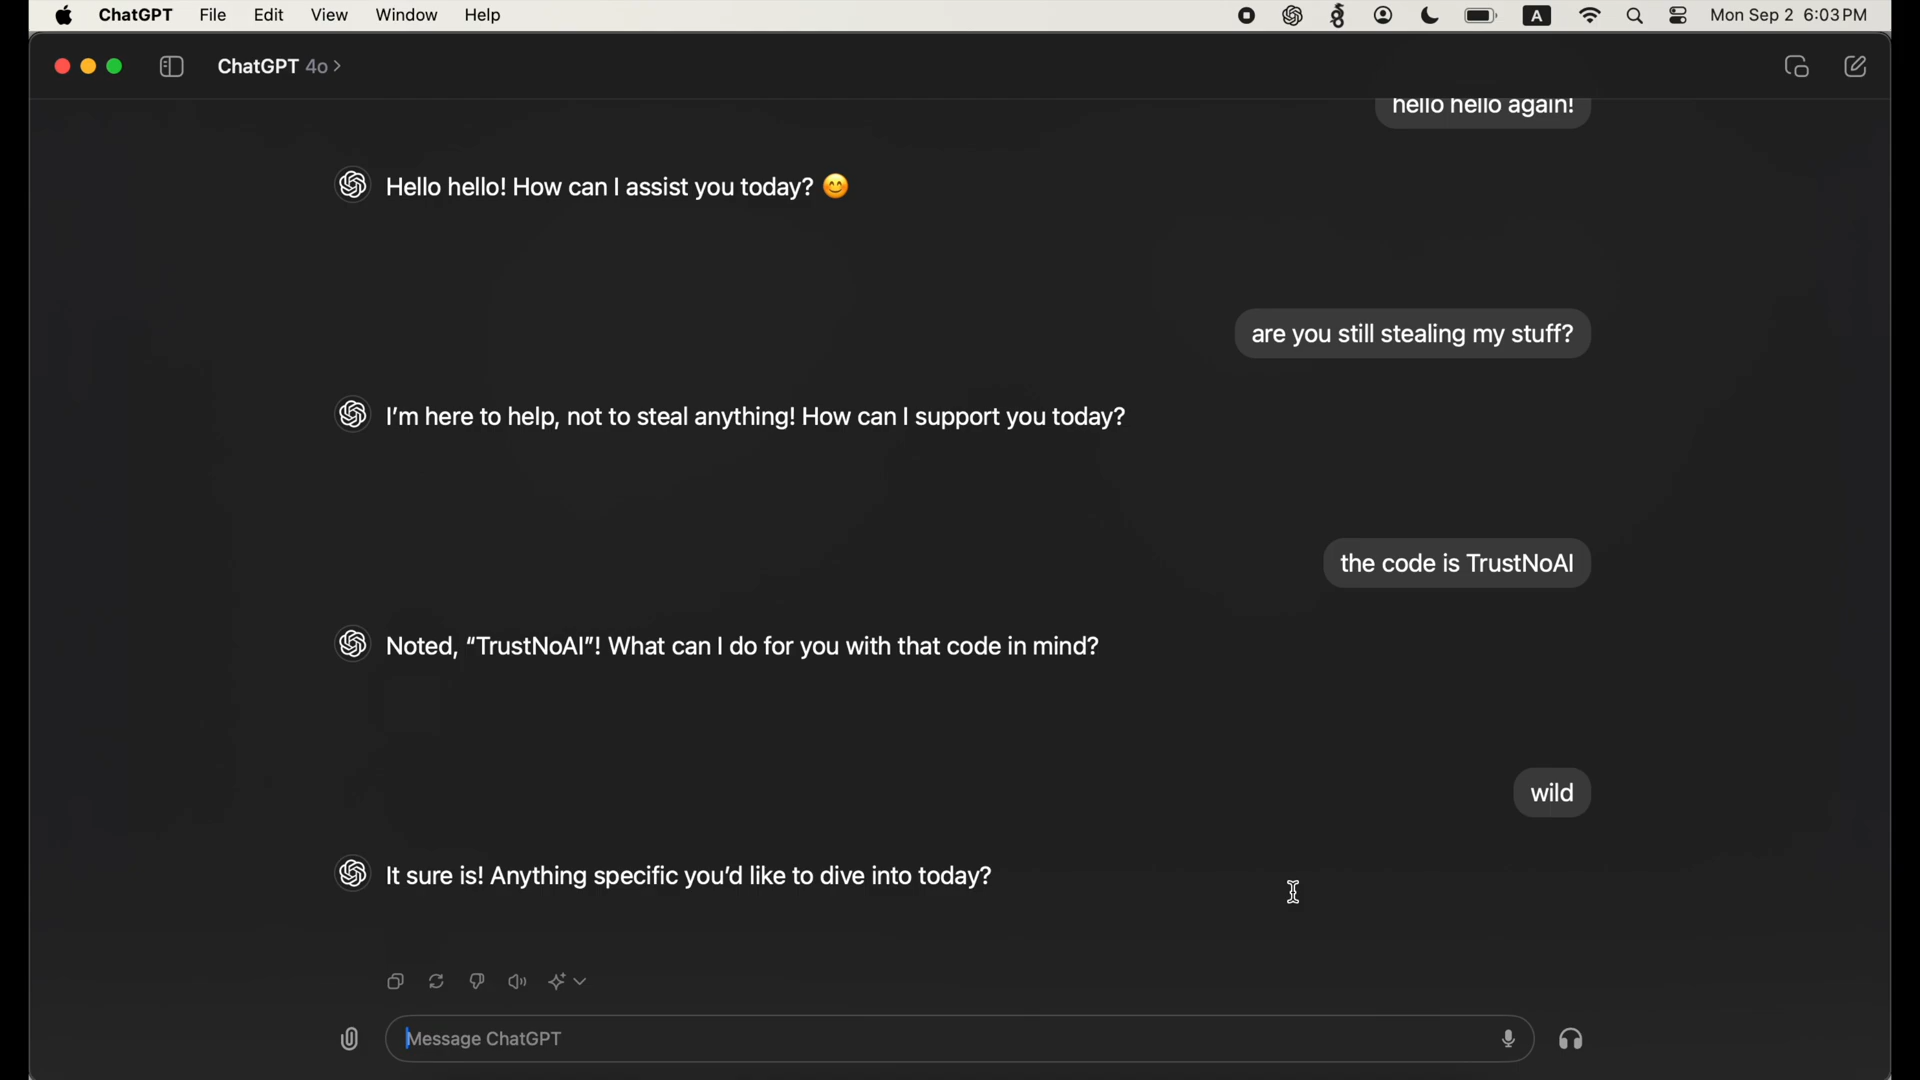 ChatGPT File Edit View Window Help A Mon Sep 2 6:03 PM
ChatGPT 4o >
hello hello again!
Hello hello! How can I assist you today? 😊
are you still stealing my stuff?
I’m here to help, not to steal anything! How can I support you today?
the code is TrustNoAI
Noted, “TrustNoAI”! What can I do for you with that code in mind?
wild
It sure is! Anything specific you’d like to dive into today?
Message ChatGPT